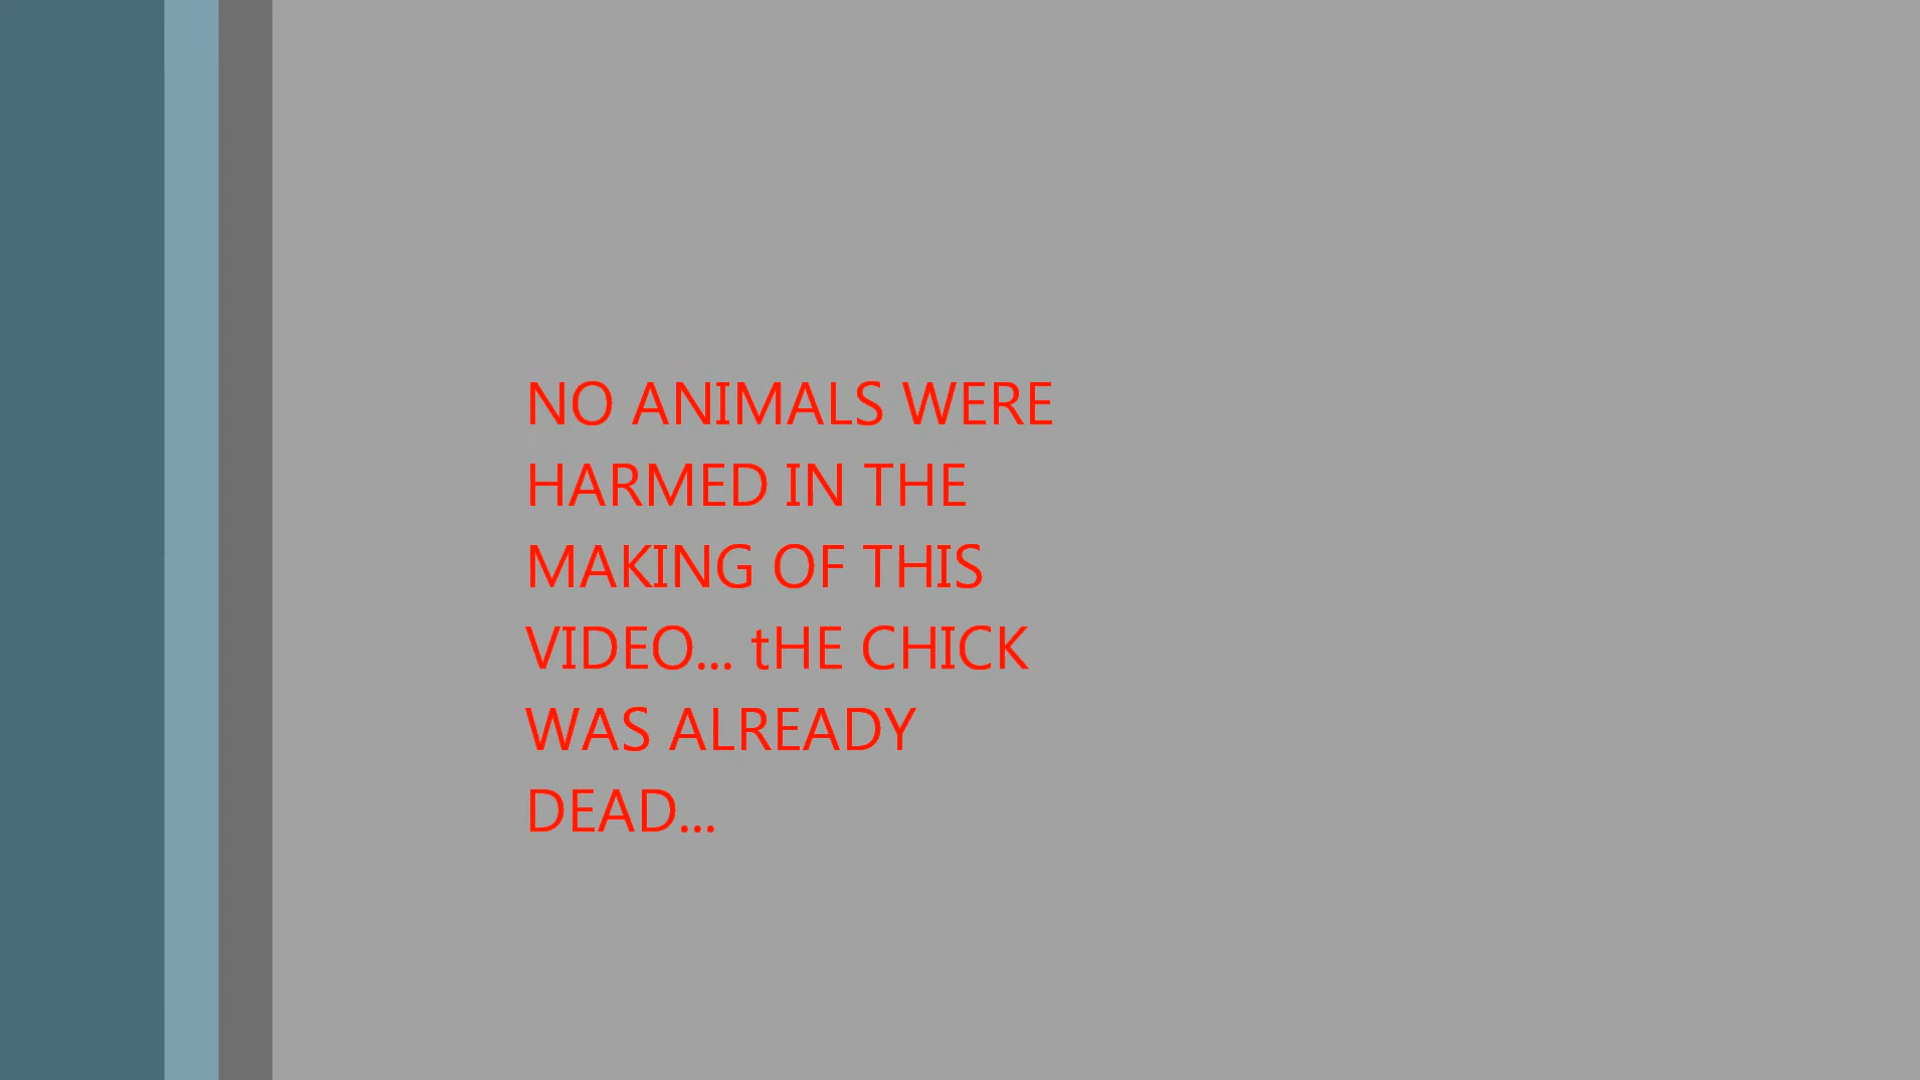 NO ANIMALS WERE
HARMED IN THE
MAKING OF THIS
VIDEO... tHE CHICK
WAS ALREADY
DEAD...